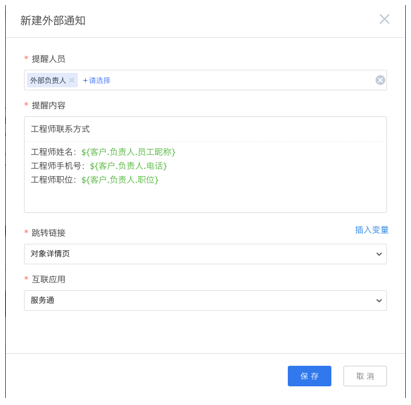 新建外部通知
* 提醒人员
外部负责人 × +请选择
* 提醒内容
工程师联系方式
工程师姓名：${客户.负责人.员工昵称}
工程师手机号：${客户.负责人.电话}
工程师职位：${客户.负责人.职位}
* 跳转链接 插入变量
对象详情页
* 互联应用
服务通
保存 取消